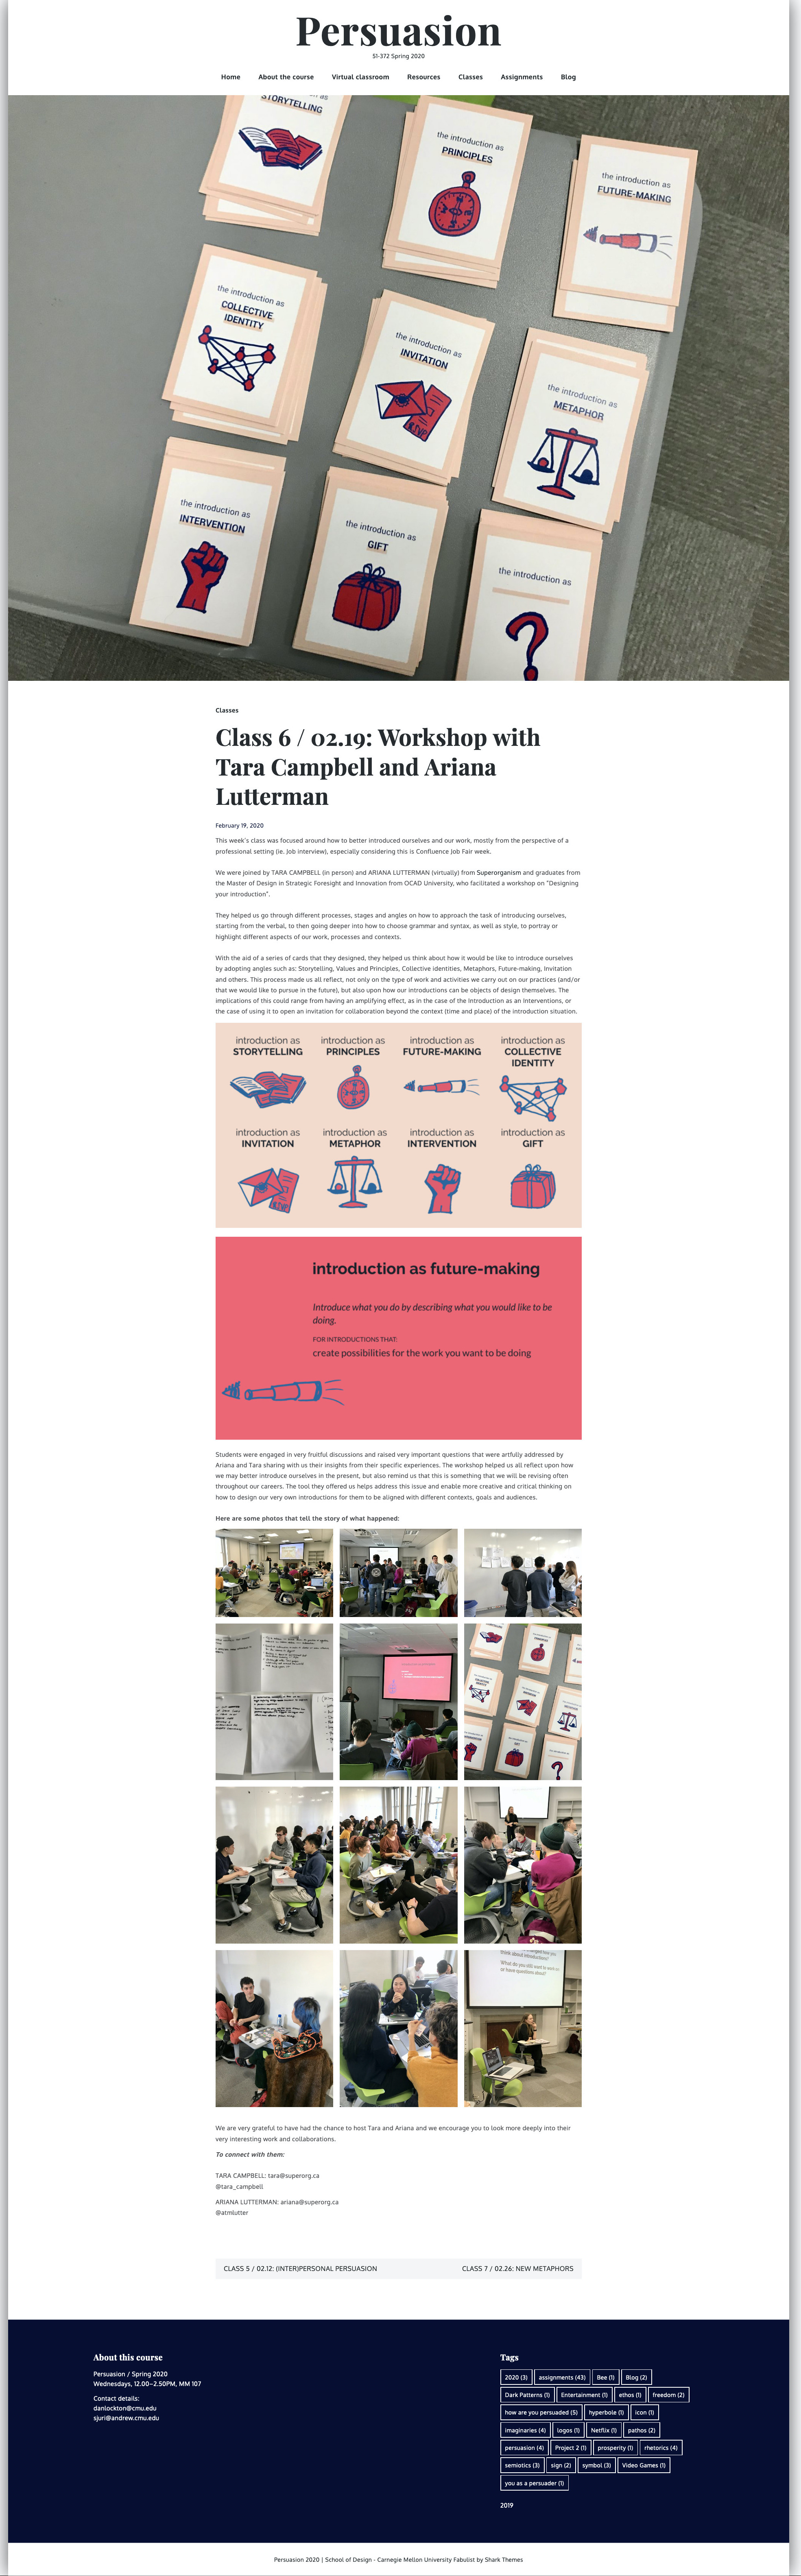 Persuasion
51-372 Spring 2020
Home About the course Virtual classroom Resources Classes Assignments Blog
STORYTELLING
the introduction as
PRINCIPLES
the introduction as
FUTURE-MAKING
the introduction as
COLLECTIVE
IDENTITY
the introduction as
INVITATION
RSVP
the introduction as
METAPHOR
the introduction as
INTERVENTION
the introduction as
GIFT
the introduction as
?
Classes
Class 6 / 02.19: Workshop with
Tara Campbell and Ariana
Lutterman
February 19, 2020
This week's class was focused around how to better introduced ourselves and our work, mostly from the perspective of a
professional setting (ie. Job interview), especially considering this is Confluence Job Fair week.
We were joined by TARA CAMPBELL (in person) and ARIANA LUTTERMAN (virtually) from Superorganism and graduates from
the Master of Design in Strategic Foresight and Innovation from OCAD University, who facilitated a workshop on "Designing
your introduction".
They helped us go through different processes, stages and angles on how to approach the task of introducing ourselves,
starting from the verbal, to then going deeper into how to choose grammar and syntax, as well as style, to portray or
highlight different aspects of our work, processes and contexts.
With the aid of a series of cards that they designed, they helped us think about how it would be like to introduce ourselves
by adopting angles such as: Storytelling, Values and Principles, Collective identities, Metaphors, Future-making, Invitation
and others. This process made us all reflect, not only on the type of work and activities we carry out on our practices (and/or
that we would like to pursue in the future), but also upon how our introductions can be objects of design themselves. The
implications of this could range from having an amplifying effect, as in the case of the Introduction as an Interventions, or
the case of using it to open an invitation for collaboration beyond the context (time and place) of the introduction situation.
introduction as
STORYTELLING
introduction as
PRINCIPLES
introduction as
FUTURE-MAKING
introduction as
COLLECTIVE
IDENTITY
introduction as
INVITATION
introduction as
METAPHOR
introduction as
INTERVENTION
introduction as
GIFT
introduction as future-making
Introduce what you do by describing what you would like to be
doing.
FOR INTRODUCTIONS THAT:
create possibilities for the work you want to be doing
Students were engaged in very fruitful discussions and raised very important questions that were artfully addressed by
Ariana and Tara sharing with us their insights from their specific experiences. The workshop helped us all reflect upon how
we may better introduce ourselves in the present, but also remind us that this is something that we will be revising often
throughout our careers. The tool they offered us helps address this issue and enable more creative and critical thinking on
how to design our very own introductions for them to be aligned with different contexts, goals and audiences.
Here are some photos that tell the story of what happened:
think about introductions?
What do you still want to work on
or have questions about?
We are very grateful to have had the chance to host Tara and Ariana and we encourage you to look more deeply into their
very interesting work and collaborations.
To connect with them:
TARA CAMPBELL: tara@superorg.ca
@tara_campbell
ARIANA LUTTERMAN: ariana@superorg.ca
@atmlutter
CLASS 5 / 02.12: (INTER)PERSONAL PERSUASION CLASS 7 / 02.26: NEW METAPHORS
About this course
Persuasion / Spring 2020
Wednesdays, 12.00–2.50PM, MM 107
Contact details:
danlockton@cmu.edu
sjuri@andrew.cmu.edu
Tags
2020 (3) assignments (43) Bee (1) Blog (2)
Dark Patterns (1) Entertainment (1) ethos (1) freedom (2)
how are you persuaded (5) hyperbole (1) icon (1)
imaginaries (4) logos (1) Netflix (1) pathos (2)
persuasion (4) Project 2 (1) prosperity (1) rhetorics (4)
semiotics (3) sign (2) symbol (3) Video Games (1)
you as a persuader (1)
2019
Persuasion 2020 | School of Design - Carnegie Mellon University Fabulist by Shark Themes